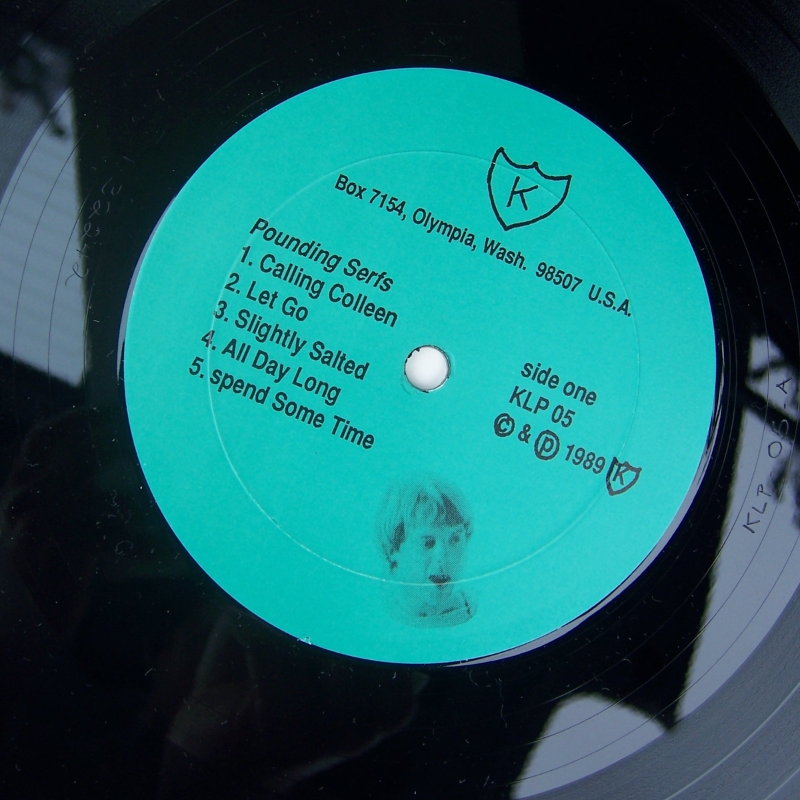 K
Box 7154, Olympia, Wash. 98507 U.S.A.
Pounding Serfs
1. Calling Colleen
2. Let Go
3. Slightly Salted
4. All Day Long
5. spend Some Time
side one
KLP 05
© & ℗ 1989 K
KLP 05-A